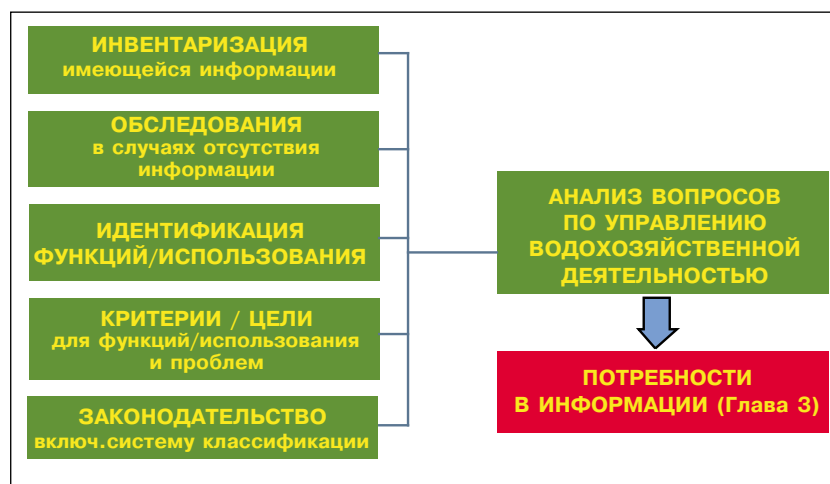 ИНВЕНТАРИЗАЦИЯ
имеющейся информации
ОБСЛЕДОВАНИЯ
в случаях отсутствия
информации
ИДЕНТИФИКАЦИЯ
ФУНКЦИЙ/ИСПОЛЬЗОВАНИЯ
КРИТЕРИИ / ЦЕЛИ
для функций/использования
и проблем
ЗАКОНОДАТЕЛЬСТВО
включ.систему классификации
АНАЛИЗ ВОПРОСОВ
ПО УПРАВЛЕНИЮ
ВОДОХОЗЯЙСТВЕННОЙ
ДЕЯТЕЛЬНОСТЬЮ
ПОТРЕБНОСТИ
В ИНФОРМАЦИИ (Глава 3)